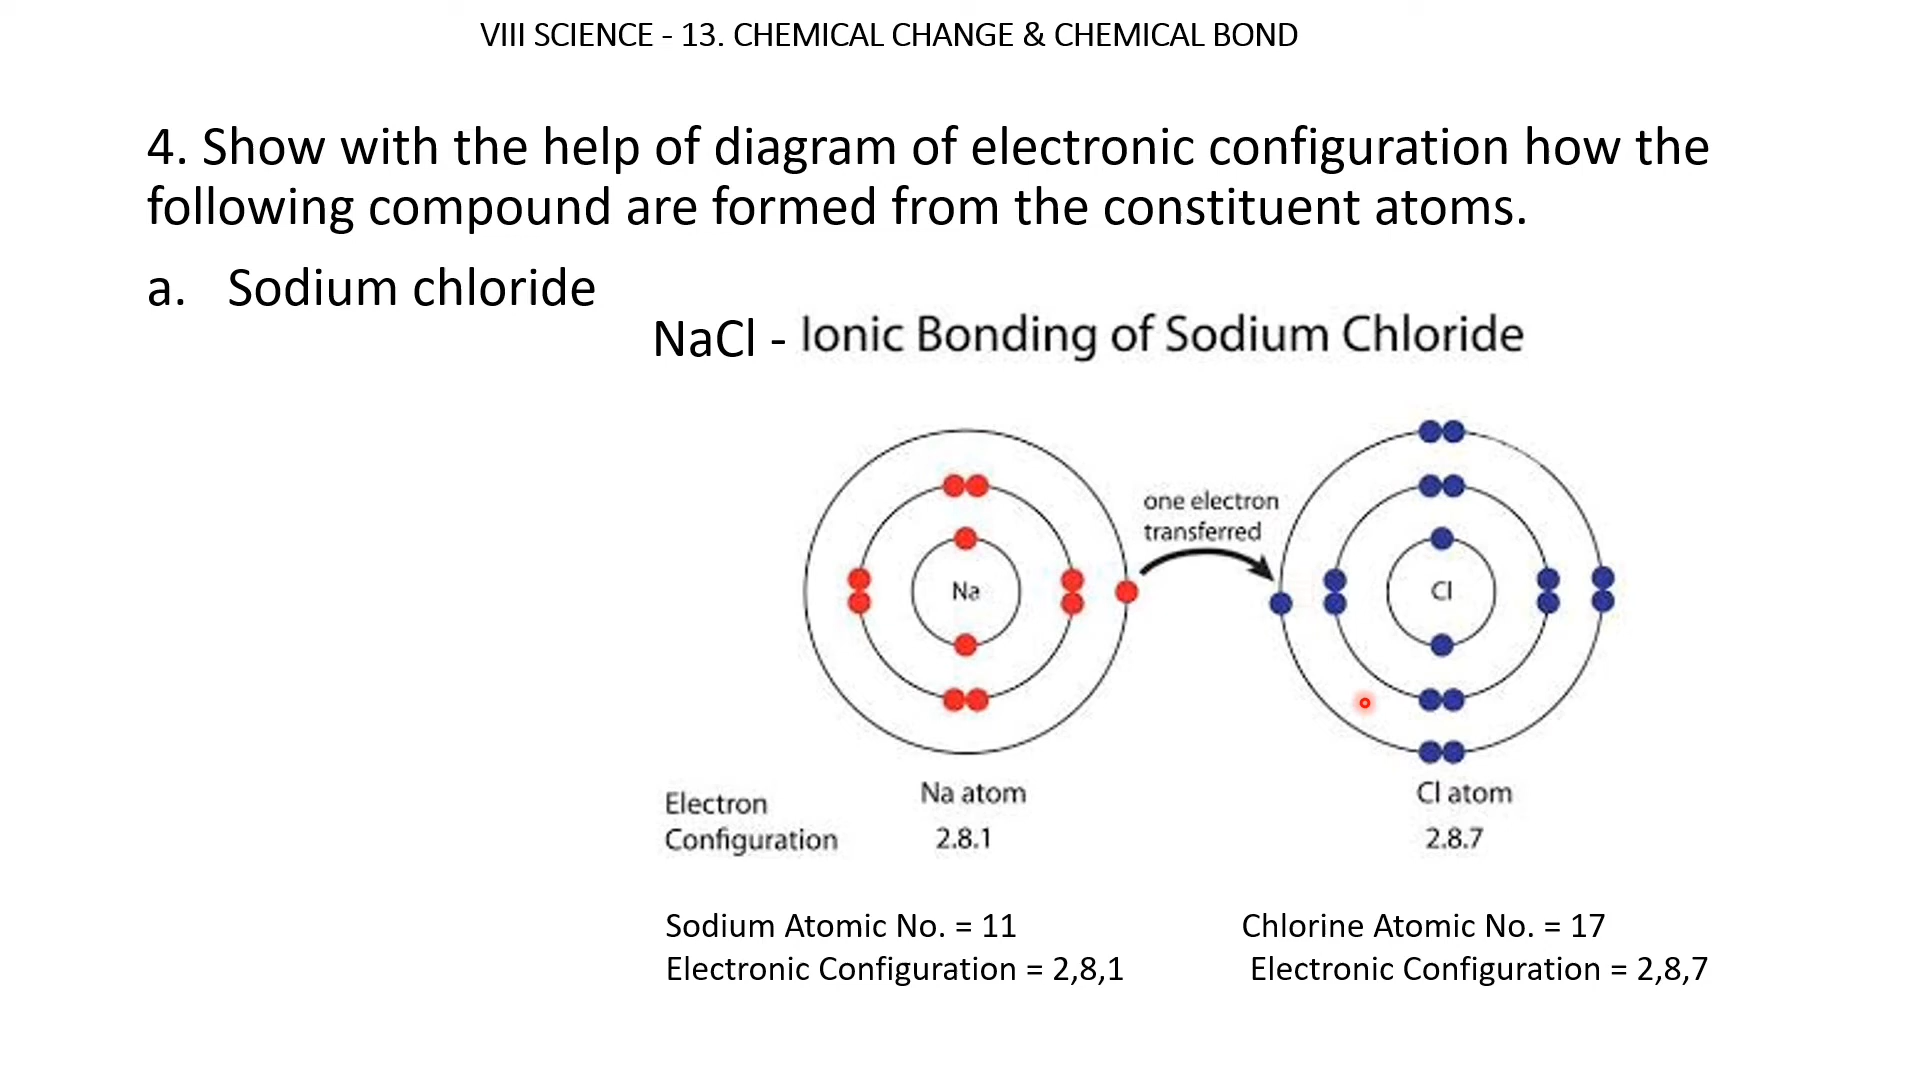 VIII SCIENCE - 13. CHEMICAL CHANGE & CHEMICAL BOND
4. Show with the help of diagram of electronic configuration how the
following compound are formed from the constituent atoms.
a. Sodium chloride
NaCl - Ionic Bonding of Sodium Chloride
one electron
transferred
Na
Cl
Na atom
Cl atom
Electron
Configuration
2.8.1
2.8.7
Sodium Atomic No. = 11
Electronic Configuration = 2,8,1
Chlorine Atomic No. = 17
Electronic Configuration = 2,8,7